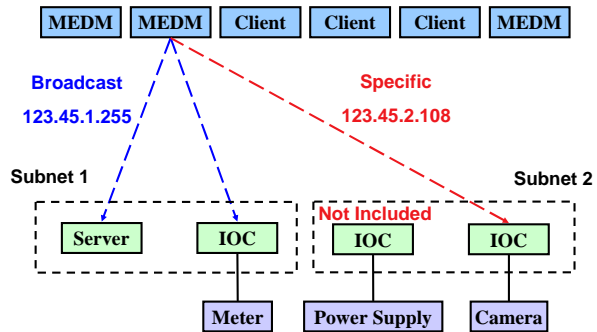 MEDM MEDM Client Client Client MEDM
Broadcast Specific
123.45.1.255 123.45.2.108
Subnet 1 Subnet 2
Not Included
Server IOC IOC IOC
Meter Power Supply Camera